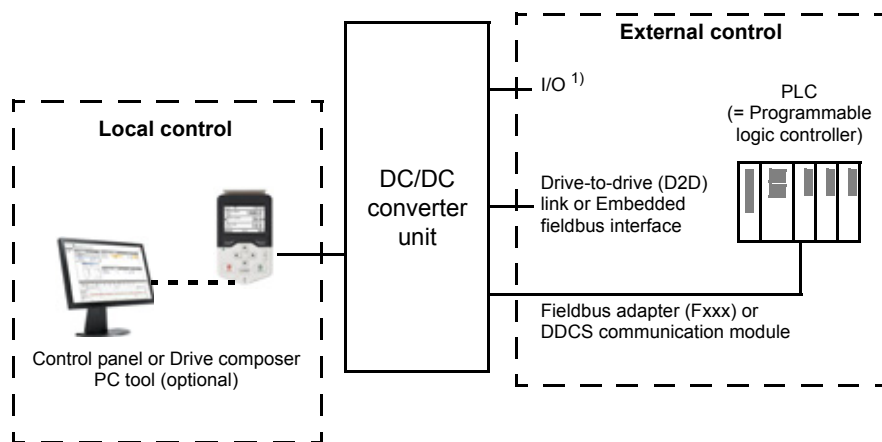 External control
I/O 1)
PLC
(= Programmable
logic controller)
Local control
DC/DC
converter
unit
Drive-to-drive (D2D)
link or Embedded
fieldbus interface
Fieldbus adapter (Fxxx) or
DDCS communication module
Control panel or Drive composer
PC tool (optional)